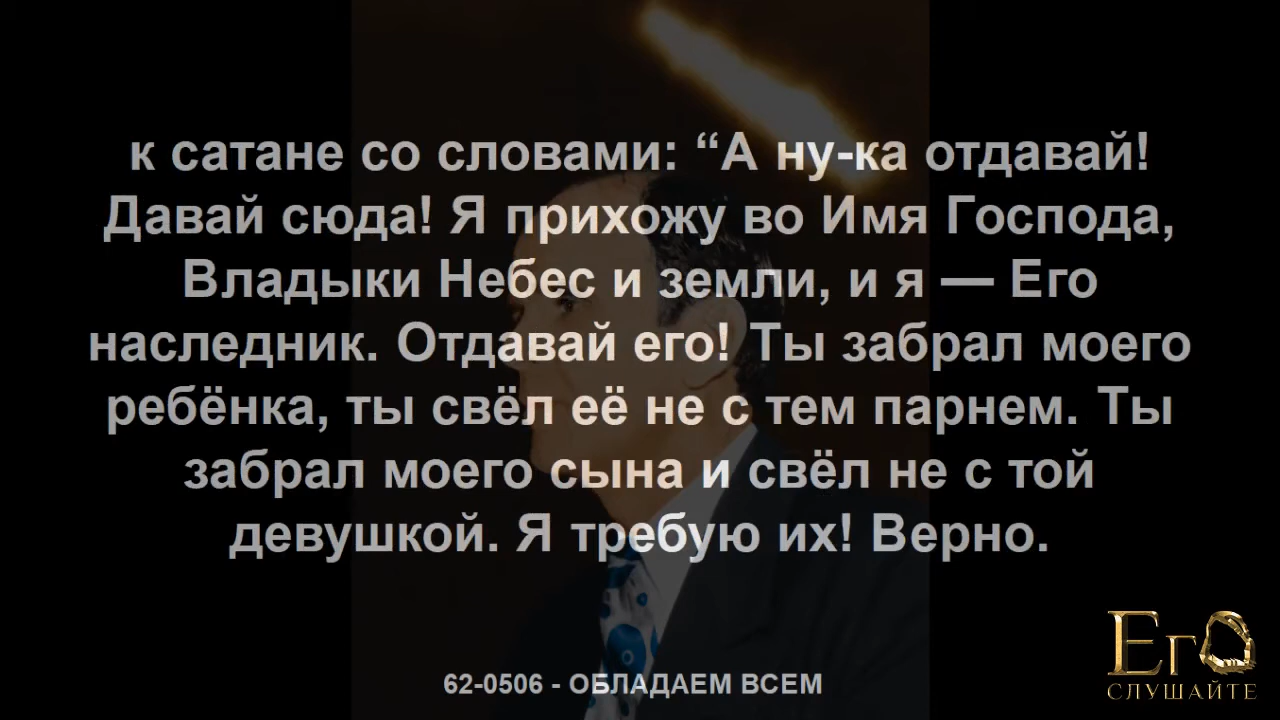 к сатане со словами: “А ну-ка отдавай!
Давай сюда! Я прихожу во Имя Господа,
Владыки Небес и земли, и я — Его
наследник. Отдавай его! Ты забрал моего
ребёнка, ты свёл её не с тем парнем. Ты
забрал моего сына и свёл не с той
девушкой. Я требую их! Верно.
62-0506 - ОБЛАДАЕМ ВСЕМ
ЕгО
СЛУШАЙТЕ